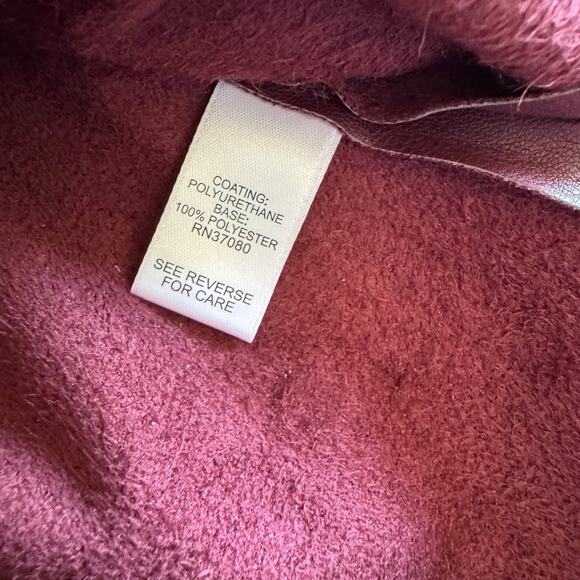 COATING:
POLYURETHANE
BASE:
100% POLYESTER
RN37080
SEE REVERSE
FOR CARE